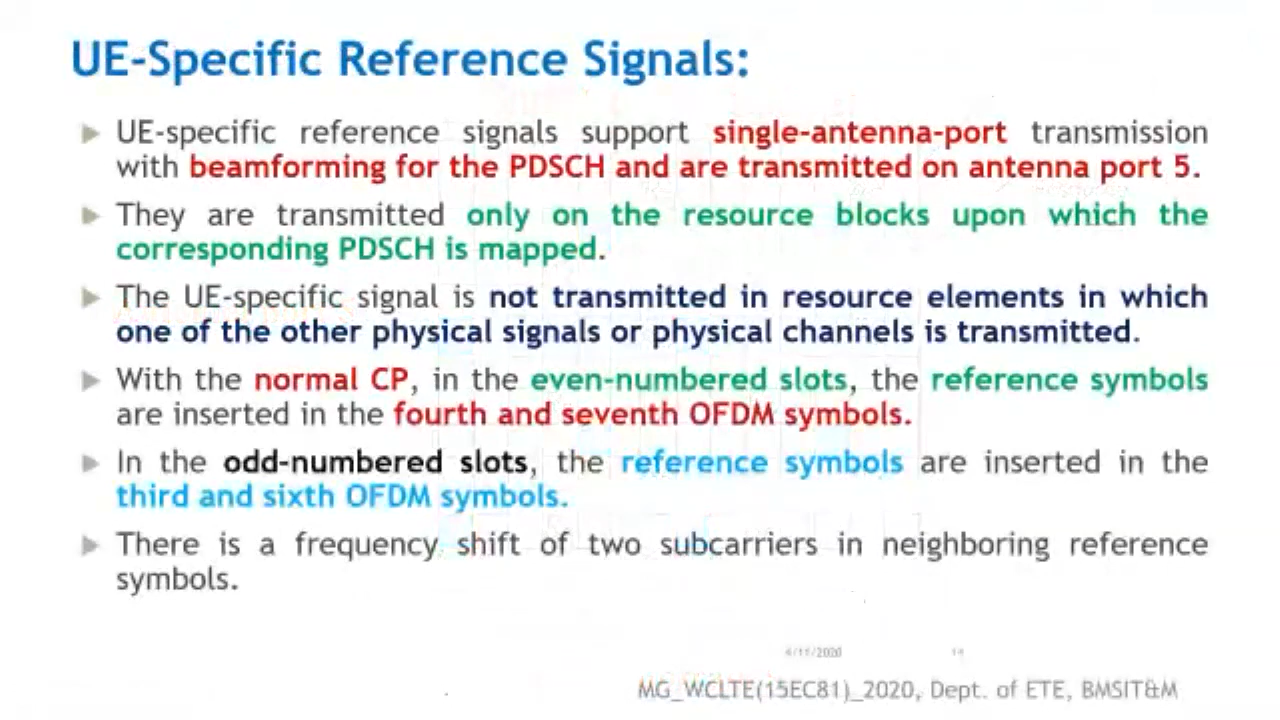 UE-Specific Reference Signals:
UE-specific reference signals support single-antenna-port transmission
with beamforming for the PDSCH and are transmitted on antenna port 5.
They are transmitted only on the resource blocks upon which the
corresponding PDSCH is mapped.
The UE-specific signal is not transmitted in resource elements in which
one of the other physical signals or physical channels is transmitted.
With the normal CP, in the even-numbered slots, the reference symbols
are inserted in the fourth and seventh OFDM symbols.
In the odd-numbered slots, the reference symbols are inserted in the
third and sixth OFDM symbols.
There is a frequency shift of two subcarriers in neighboring reference
symbols.
4/11/2020 14
MG_WCLTE(15EC81)_2020, Dept. of ETE, BMSIT&M